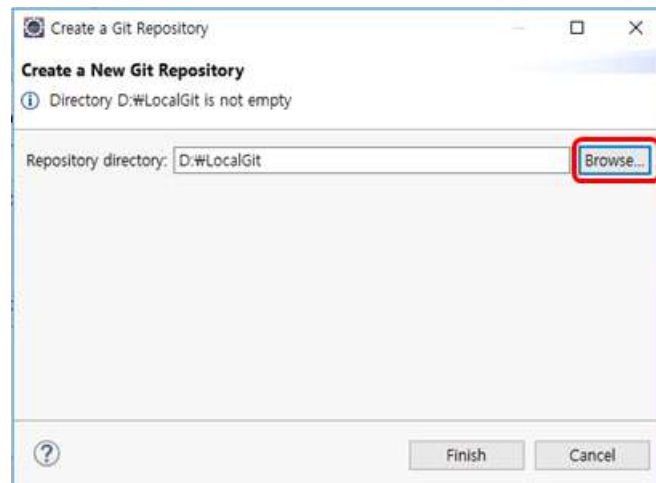 Create a Git Repository
Create a New Git Repository
Directory D:₩LocalGit is not empty
Repository directory: D:₩LocalGit Browse...
Finish Cancel